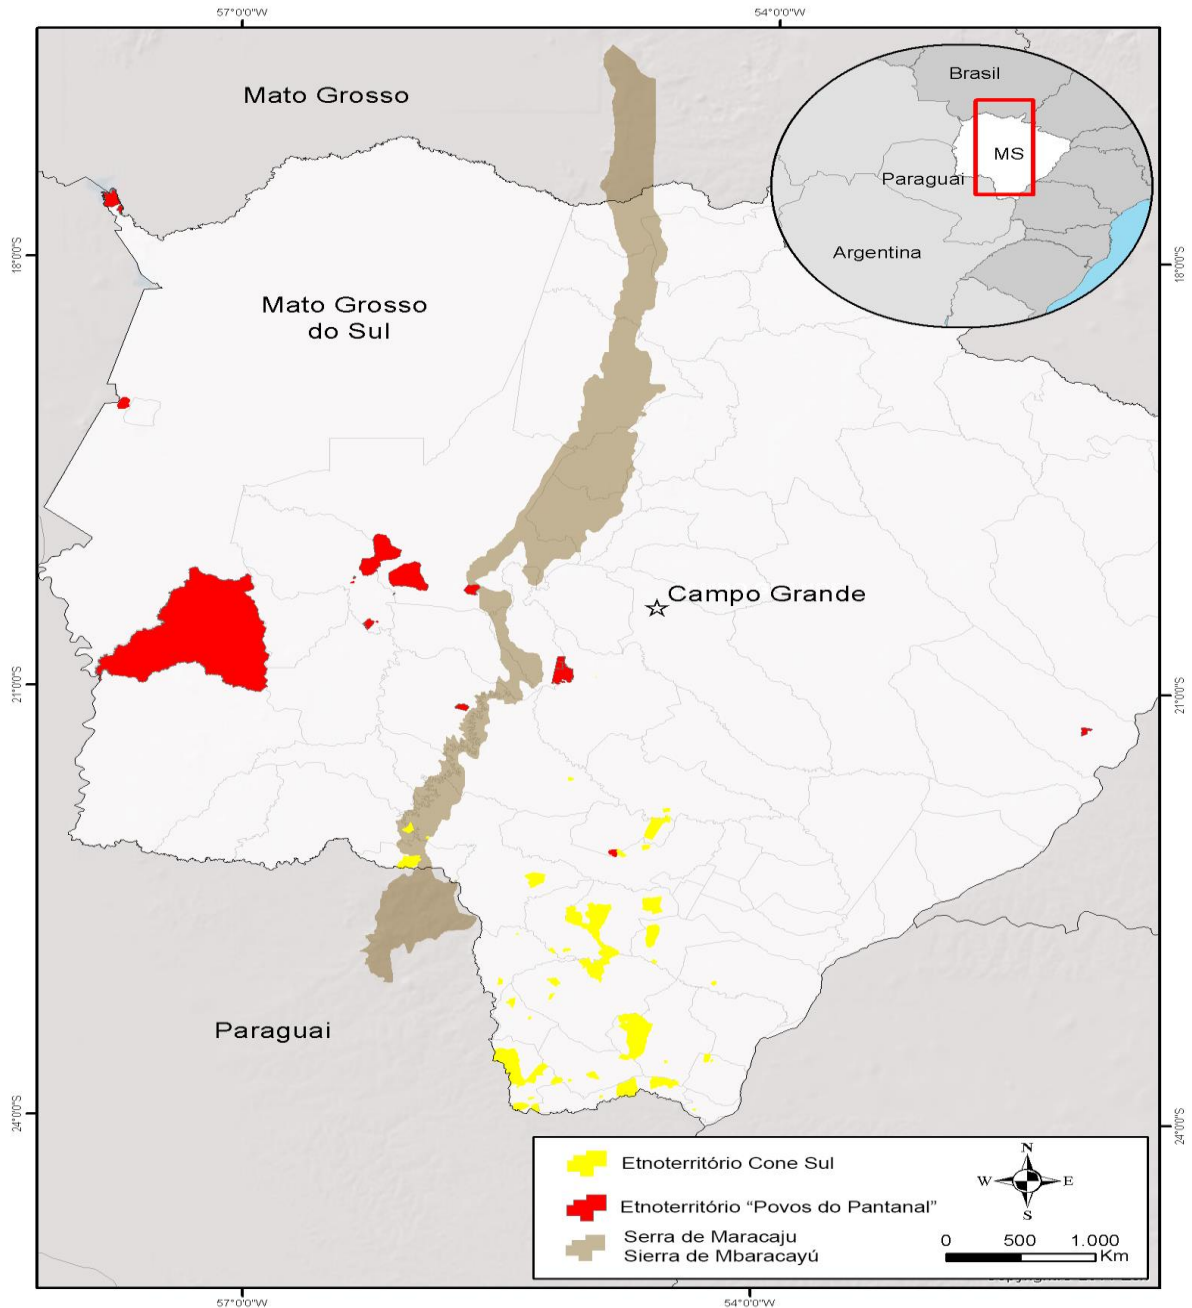 57°0'0"W
54°0'0"W
Mato Grosso
Brasil
MS
Paraguai
Argentina
18°0'0"S
18°0'0"S
Mato Grosso
do Sul
Campo Grande
21°0'0"S
21°0'0"S
Paraguai
24°0'0"S
24°0'0"S
Etnoterritório Cone Sul
Etnoterritório "Povos do Pantanal"
Serra de Maracaju
Sierra de Mbaracayú
N
W
E
S
0 500 1.000
Km
57°0'0"W
54°0'0"W